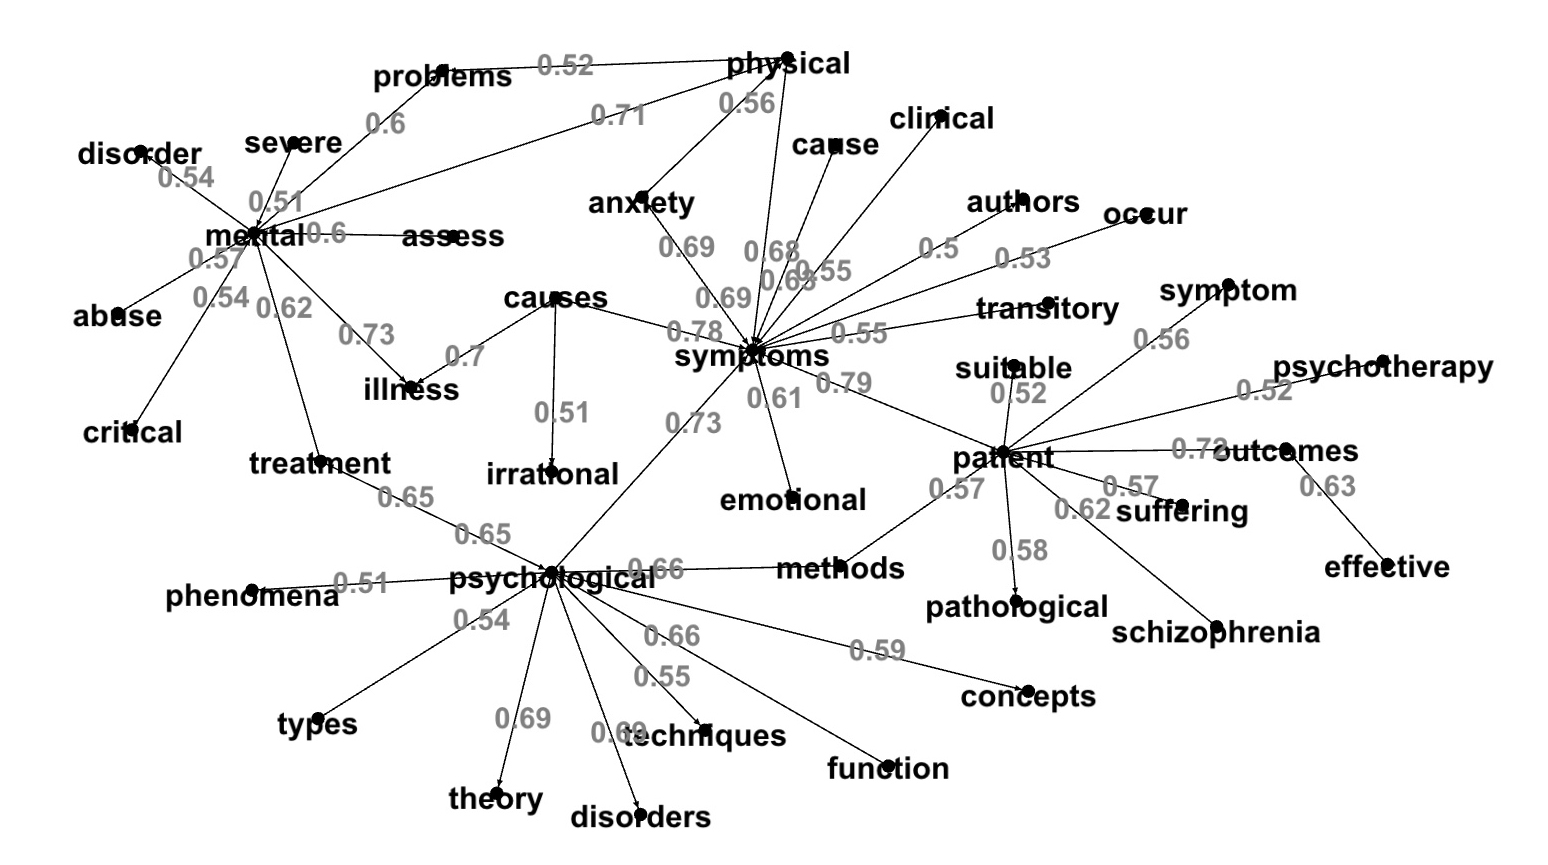 physical
problems
0.52
0.56
0.71
clinical
0.6
severe
cause
disorder
0.54
0.51
anxiety
authors
occur
mental
0.6
assess
0.69
0.68
0.5
0.57
0.53
0.55
symptom
0.54
causes
0.69
0.62
transitory
abuse
0.73
0.78
0.55
0.56
0.7
symptoms
suitable
psychotherapy
illness
0.79
0.52
0.52
0.61
0.51
0.73
critical
outcomes
patient
treatment
irrational
0.57
0.57
0.63
0.65
emotional
0.62
suffering
0.65
0.58
methods
effective
0.66
psychological
0.51
phenomena
pathological
0.54
0.66
schizophrenia
0.59
0.55
concepts
types
0.69
techniques
function
theory
disorders